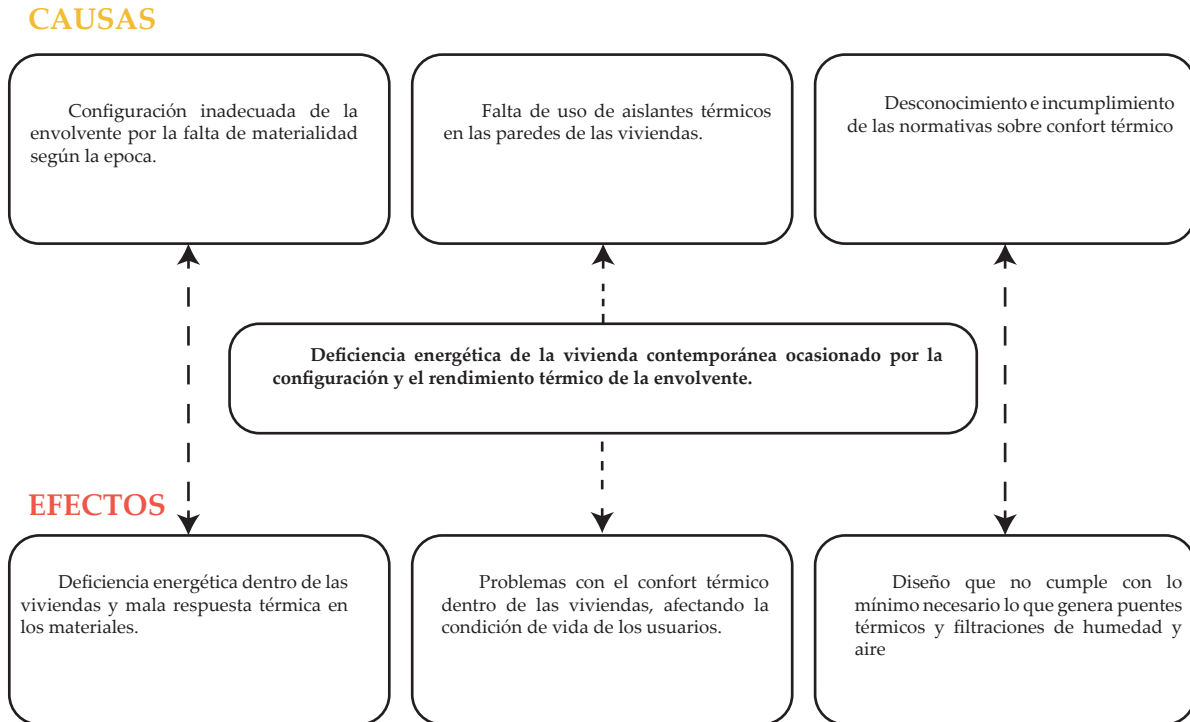 CAUSAS
Configuración inadecuada de la
envolvente por la falta de materialidad
según la epoca.
Falta de uso de aislantes térmicos
en las paredes de las viviendas.
Desconocimiento e incumplimiento
de las normativas sobre confort térmico
Deficiencia energética de la vivienda contemporánea ocasionado por la
configuración y el rendimiento térmico de la envolvente.
EFECTOS
Deficiencia energética dentro de las
viviendas y mala respuesta térmica en
los materiales.
Problemas con el confort térmico
dentro de las viviendas, afectando la
condición de vida de los usuarios.
Diseño que no cumple con lo
mínimo necesario lo que genera puentes
térmicos y filtraciones de humedad y
aire